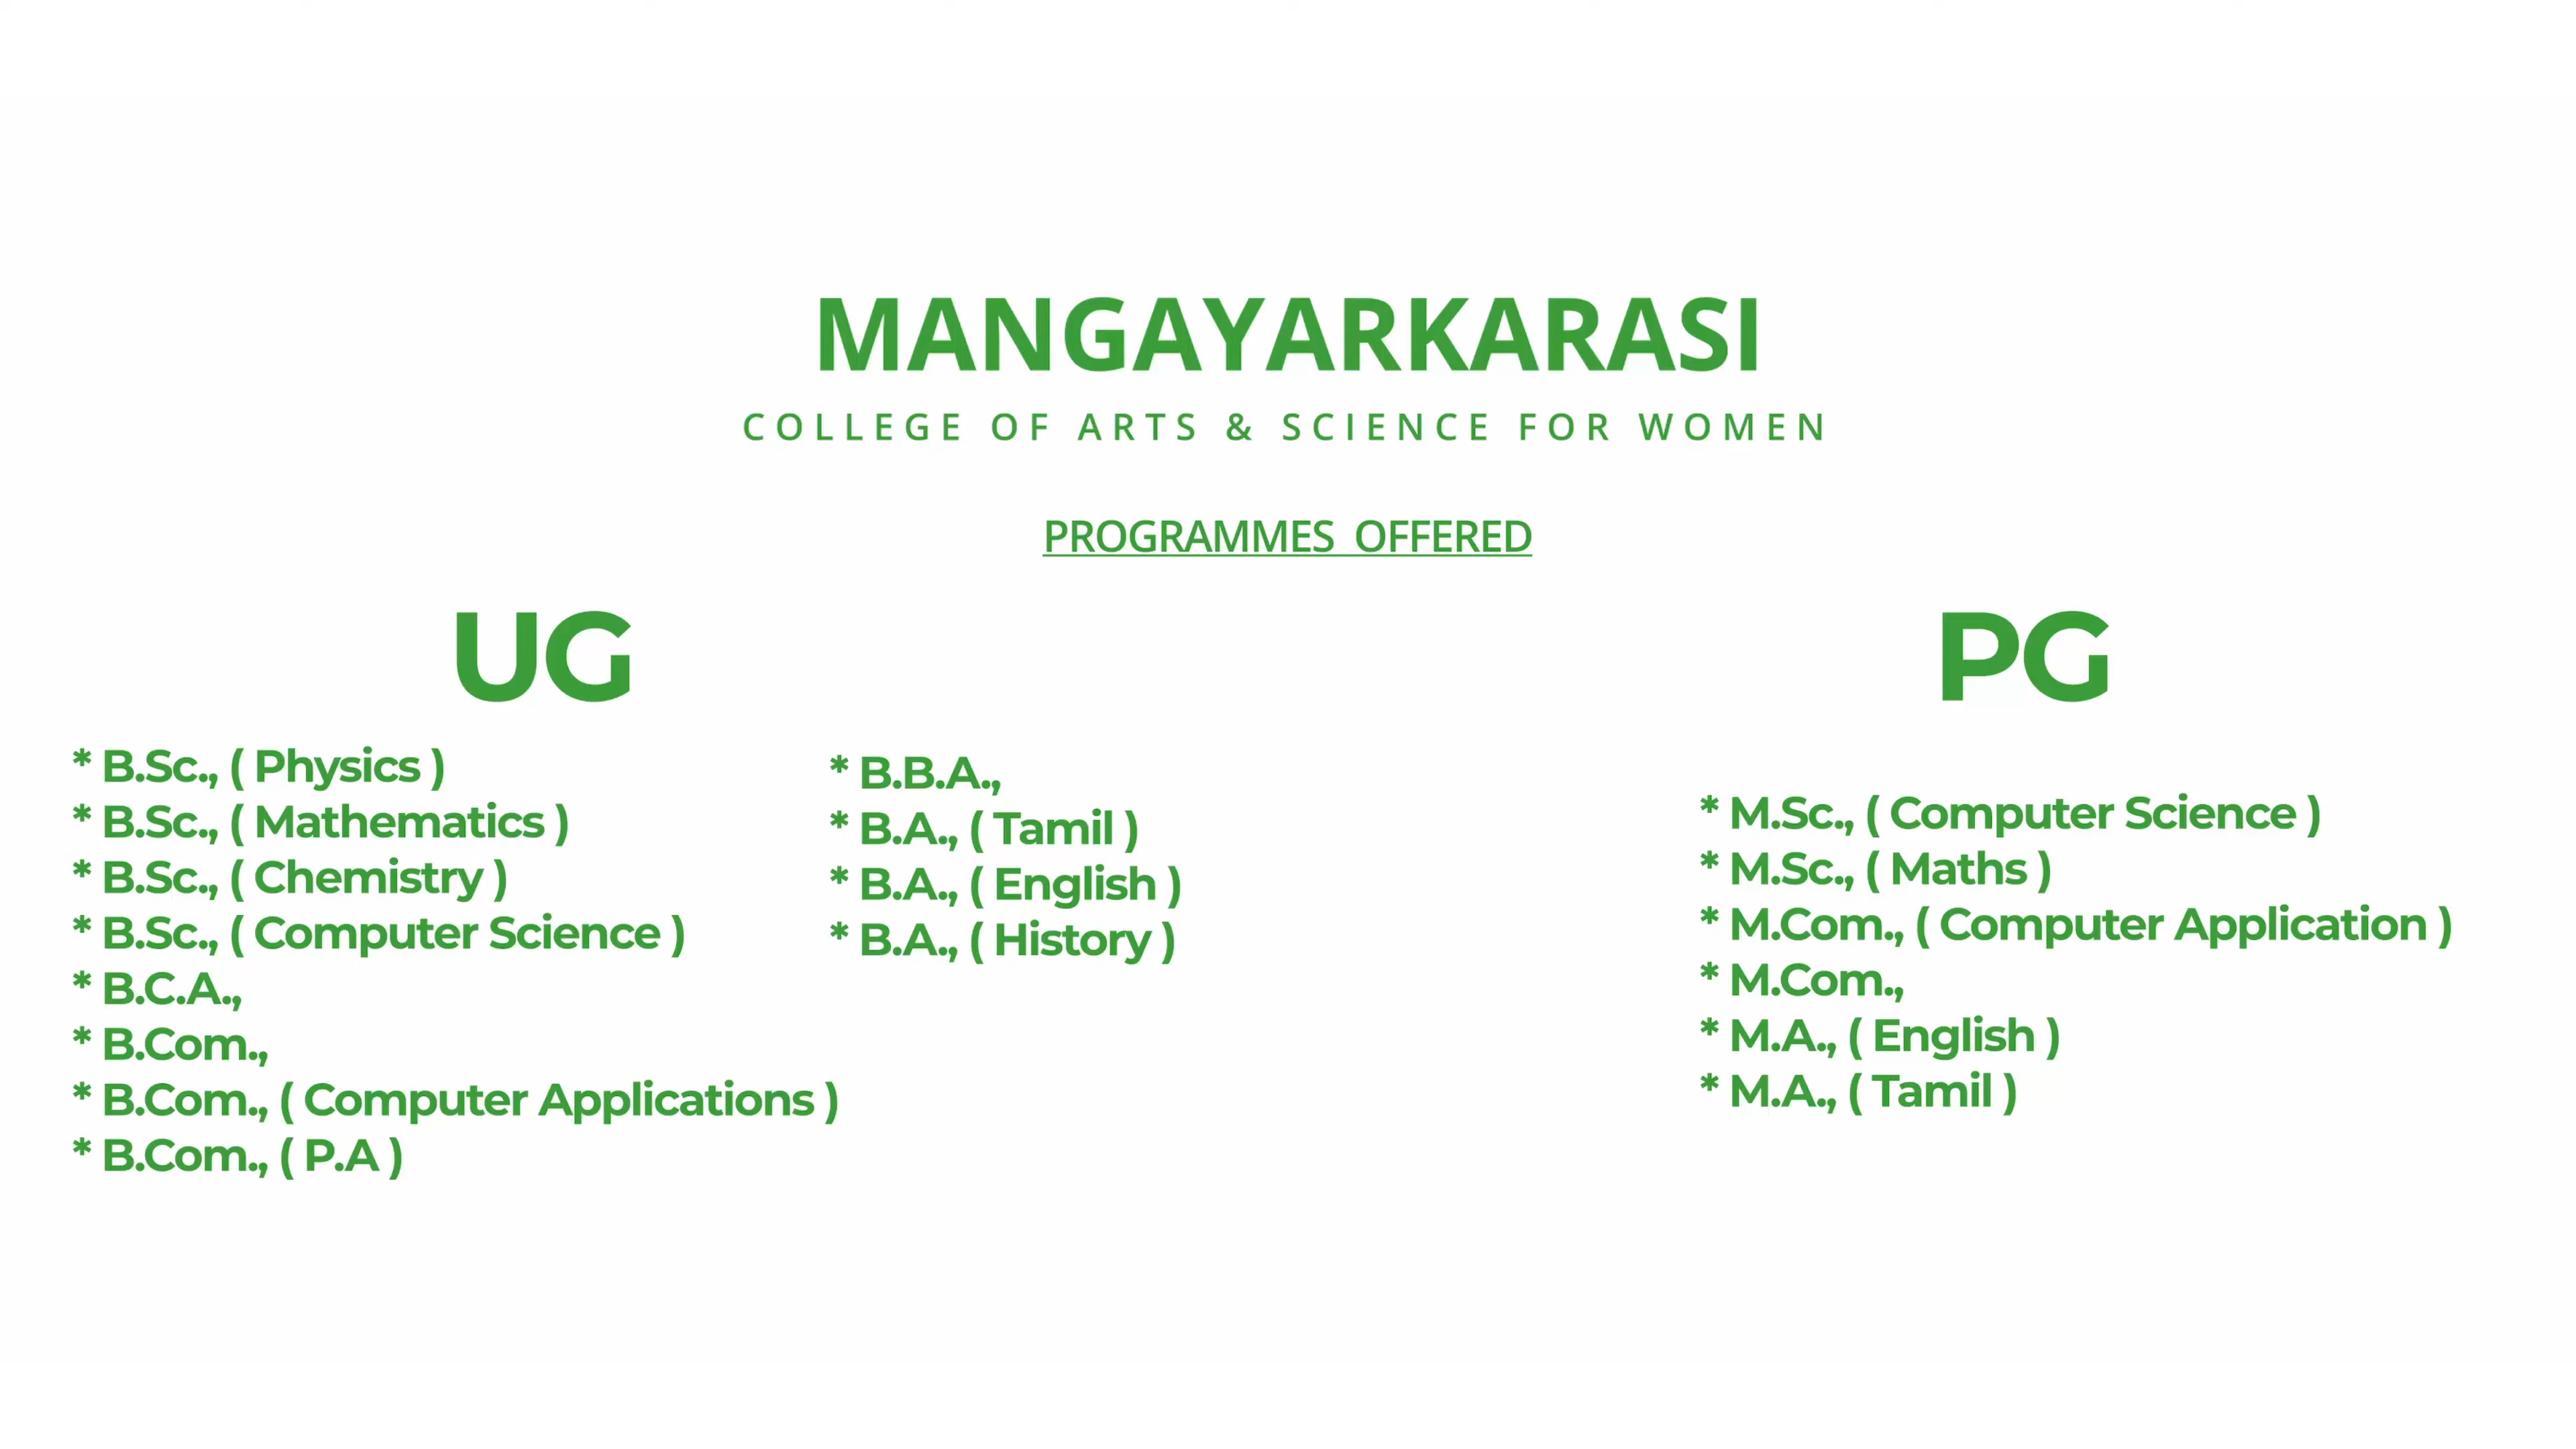 MANGAYARKARASI
COLLEGE OF ARTS & SCIENCE FOR WOMEN
PROGRAMMES OFFERED
UG
* B.Sc., ( Physics )
* B.Sc., ( Mathematics )
* B.Sc., ( Chemistry )
* B.Sc., ( Computer Science )
* B.C.A.,
* B.Com.,
* B.Com., ( Computer Applications )
* B.Com., ( P.A )
* B.B.A.,
* B.A., ( Tamil )
* B.A., ( English )
* B.A., ( History )
PG
* M.Sc., ( Computer Science )
* M.Sc., ( Maths )
* M.Com., ( Computer Application )
* M.Com.,
* M.A., ( English )
* M.A., ( Tamil )